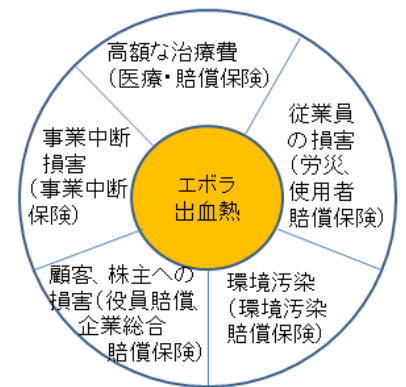 高額な治療費
(医療・賠償保険)
従業員
の損害
(労災、
使用者
賠償保険)
環境汚染
(環境汚染
賠償保険)
顧客、株主への
損害(役員賠償、
企業総合
賠償保険)
事業中断
損害
(事業中断
保険)
エボラ
出血熱